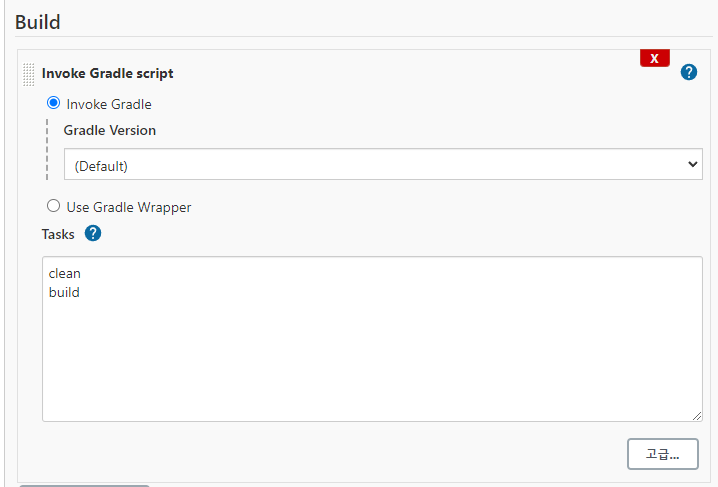 Build
X
Invoke Gradle script
?
Invoke Gradle
Gradle Version
(Default)
Use Gradle Wrapper
Tasks ?
clean
build
고급...